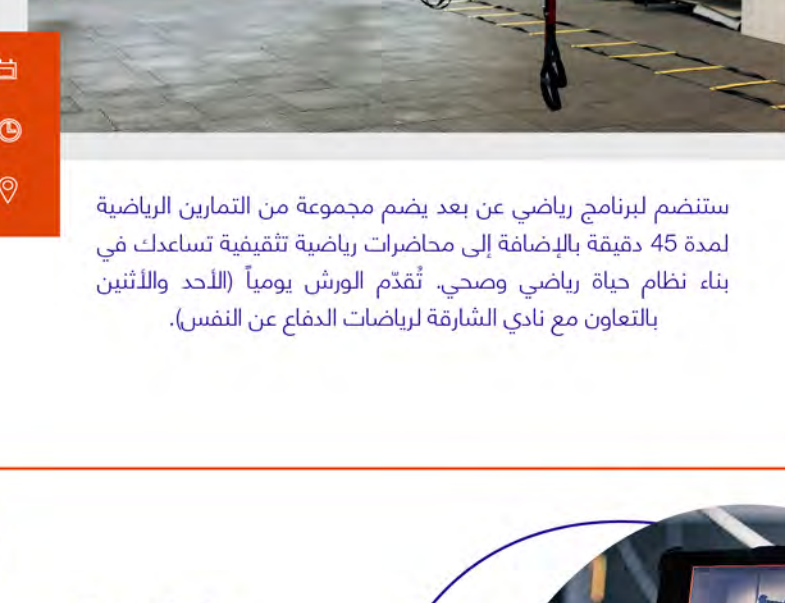 ستنضم لبرنامج رياضي عن بعد يضم مجموعة من التمارين الرياضية
لمدة 45 دقيقة بالإضافة إلى محاضرات رياضية تثقيفية تساعدك في
بناء نظام حياة رياضي وصحي. تُقدّم الورش يومياً (الأحد والأثنين
بالتعاون مع نادي الشارقة لرياضات الدفاع عن النفس).